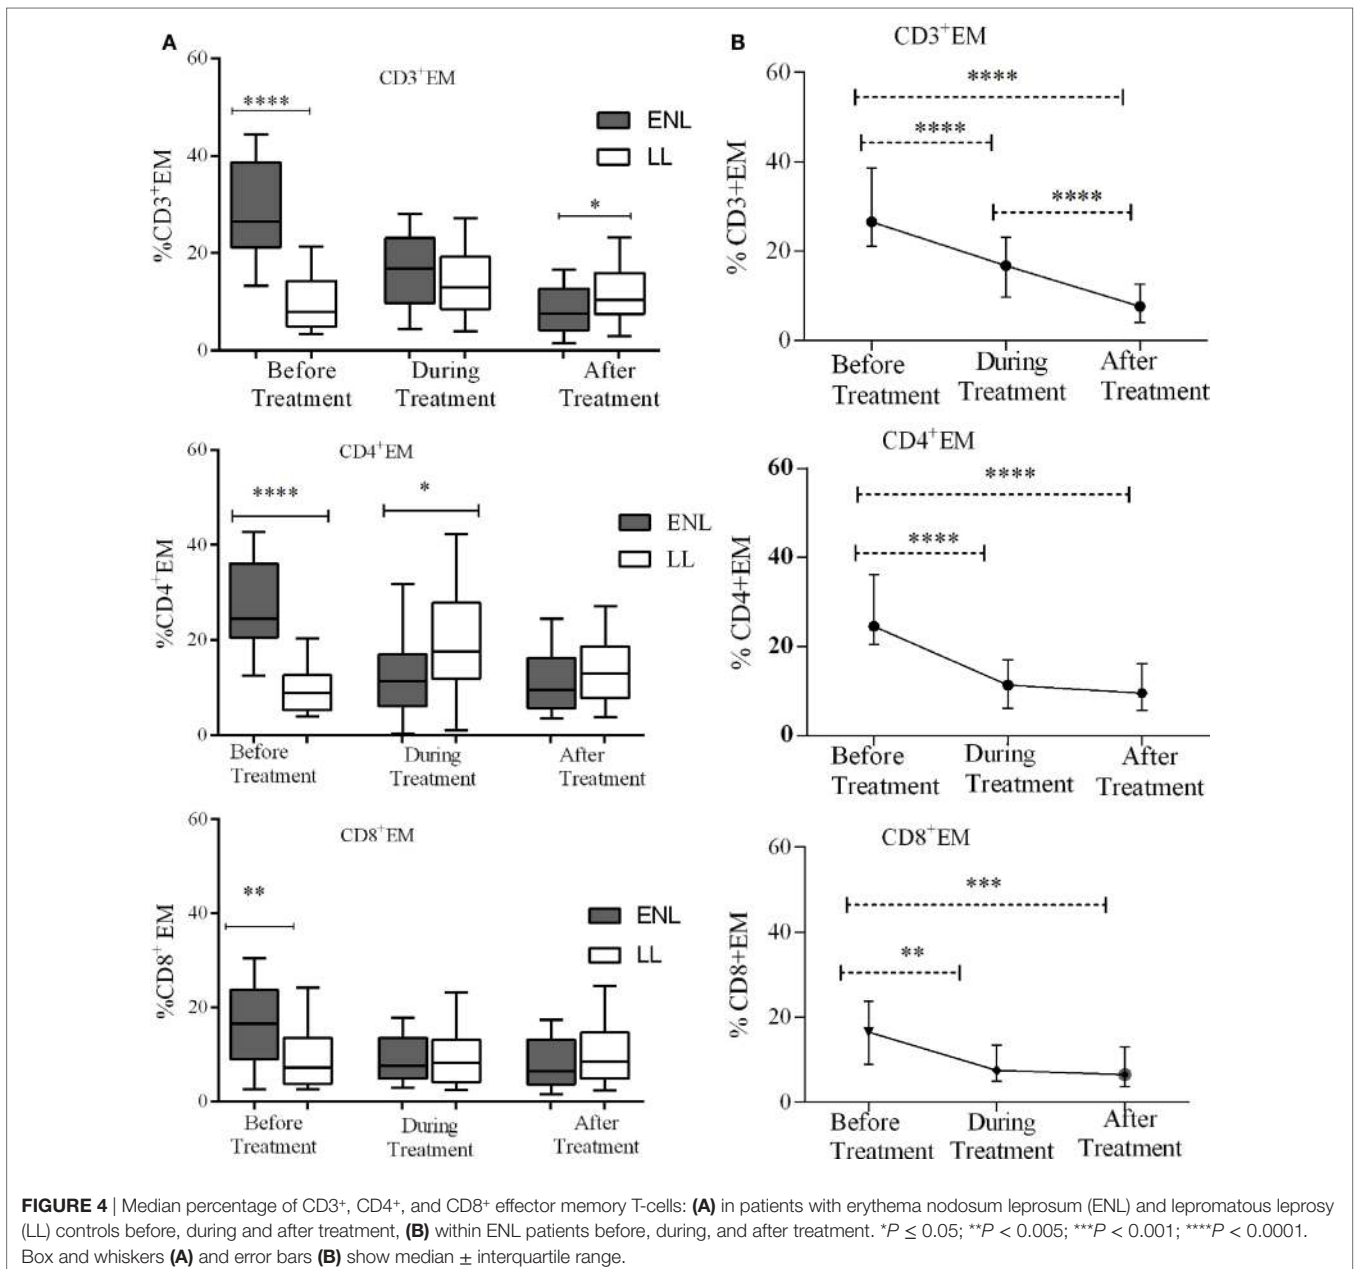 A
60
40
20
0
%CD3⁺EM
CD3⁺EM
****
*
ENL
LL
Before Treatment
During Treatment
After Treatment
B
CD3⁺EM
60
40
20
0
% CD3+EM
****
****
****
Before Treatment
During Treatment
After Treatment
CD4⁺EM
60
40
20
0
%CD4⁺EM
****
*
ENL
LL
Before Treatment
During Treatment
After Treatment
CD4⁺EM
60
40
20
0
% CD4+EM
****
****
Before Treatment
During Treatment
After Treatment
CD8⁺EM
60
40
20
0
%CD8⁺ EM
**
ENL
LL
Before Treatment
During Treatment
After Treatment
CD8⁺EM
60
40
20
0
% CD8+EM
***
**
Before Treatment
During Treatment
After Treatment
FIGURE 4 | Median percentage of CD3⁺, CD4⁺, and CD8⁺ effector memory T-cells: (A) in patients with erythema nodosum leprosum (ENL) and lepromatous leprosy
(LL) controls before, during and after treatment, (B) within ENL patients before, during, and after treatment. *P ≤ 0.05; **P < 0.005; ***P < 0.001; ****P < 0.0001.
Box and whiskers (A) and error bars (B) show median ± interquartile range.